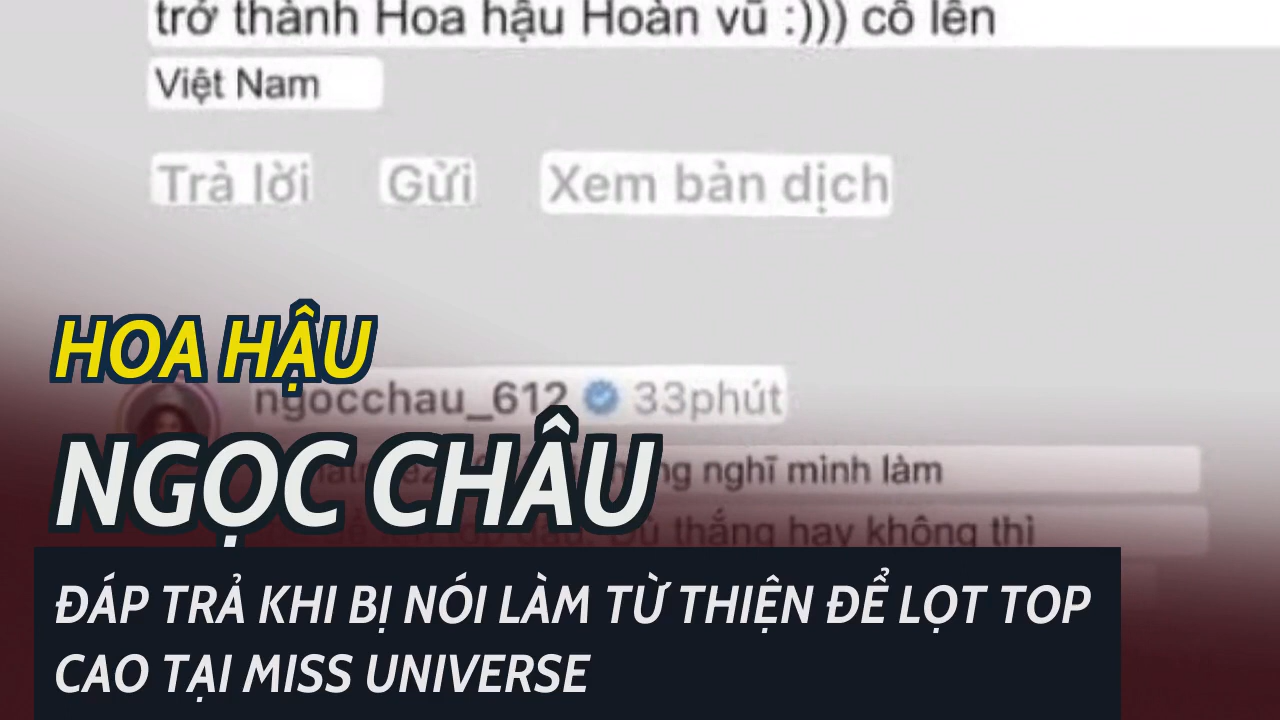 trở thành Hoa hậu Hoàn vũ :))) cố lên
Việt Nam
Trả lời Gửi Xem bản dịch
HOA HẬU
ngocchau_612 33phút
NGỌC CHÂU
nghĩ mình làm
thắng hay không thì
ĐÁP TRẢ KHI BỊ NÓI LÀM TỪ THIỆN ĐỂ LỌT TOP
CAO TẠI MISS UNIVERSE